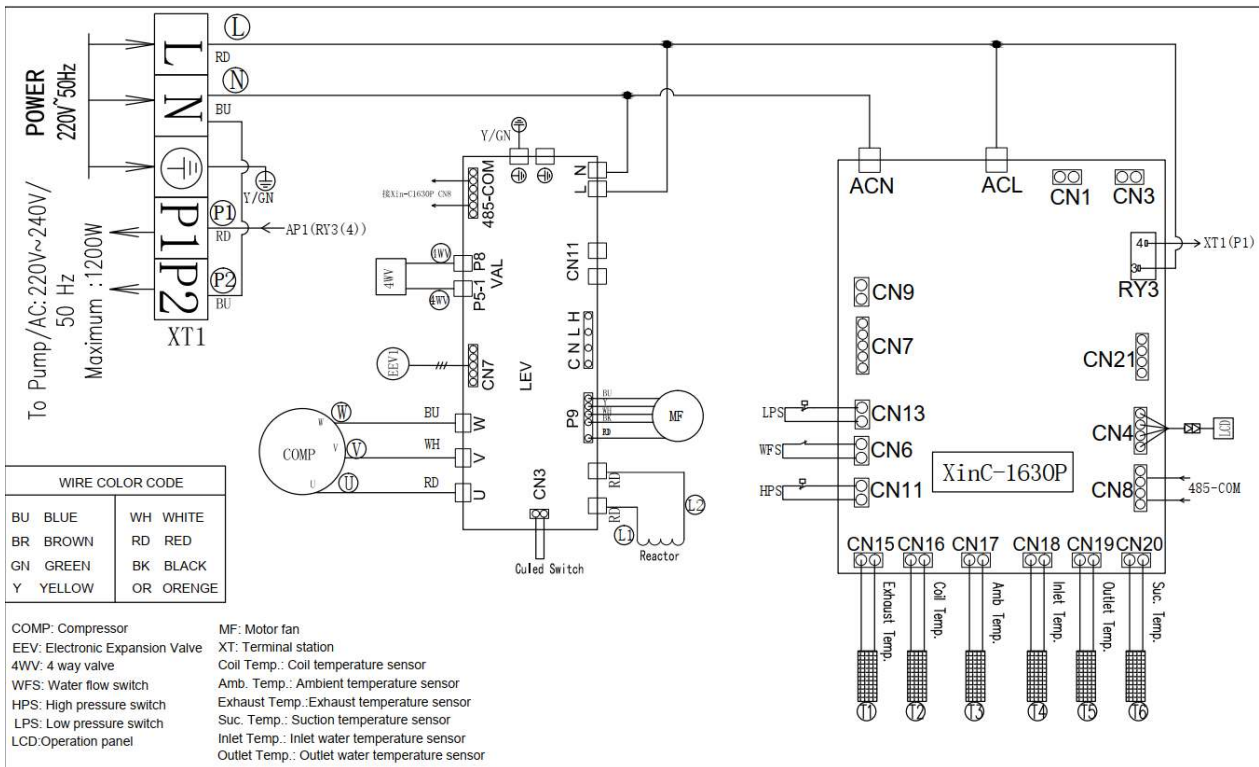 POWER
220V~50Hz
To Pump/AC:220V~240V/
50 Hz
Maximum :1200W
L
N
P1
P2
XT1
L
RD
N
BU
Y/GN
P1
RD
AP1(RY3(4))
P2
BU
Y/GN
接Xin-C1630P CN8
485-COM
N
L
4WV
1WV
4WV
P8
VAL
P5-1
CN11
C N L H
EEV1
CN7
LEV
P9
BU
Y
WH
BK
RD
MF
COMP
W
V
U
W
V
U
BU
WH
RD
W
V
U
CN3
Culed Switch
RD
RD
L1
L2
Reactor
ACN
ACL
CN1
CN3
4
3
RY3
XT1(P1)
CN9
CN7
CN21
LPS
CN13
WFS
CN6
HPS
CN11
CN4
LCD
CN8
485-COM
XinC-1630P
CN15
CN16
CN17
CN18
CN19
CN20
Exhaust Temp.
Coil Temp.
Amb Temp.
Inlet Temp.
Outlet Temp.
Suc. Temp.
T1
T2
T3
T4
T5
T6
WIRE COLOR CODE
BU BLUE
WH WHITE
BR BROWN
RD RED
GN GREEN
BK BLACK
Y YELLOW
OR ORENGE
COMP: Compressor
EEV: Electronic Expansion Valve
4WV: 4 way valve
WFS: Water flow switch
HPS: High pressure switch
LPS: Low pressure switch
LCD:Operation panel
MF: Motor fan
XT: Terminal station
Coil Temp.: Coil temperature sensor
Amb. Temp.: Ambient temperature sensor
Exhaust Temp.:Exhaust temperature sensor
Suc. Temp.: Suction temperature sensor
Inlet Temp.: Inlet water temperature sensor
Outlet Temp.: Outlet water temperature sensor